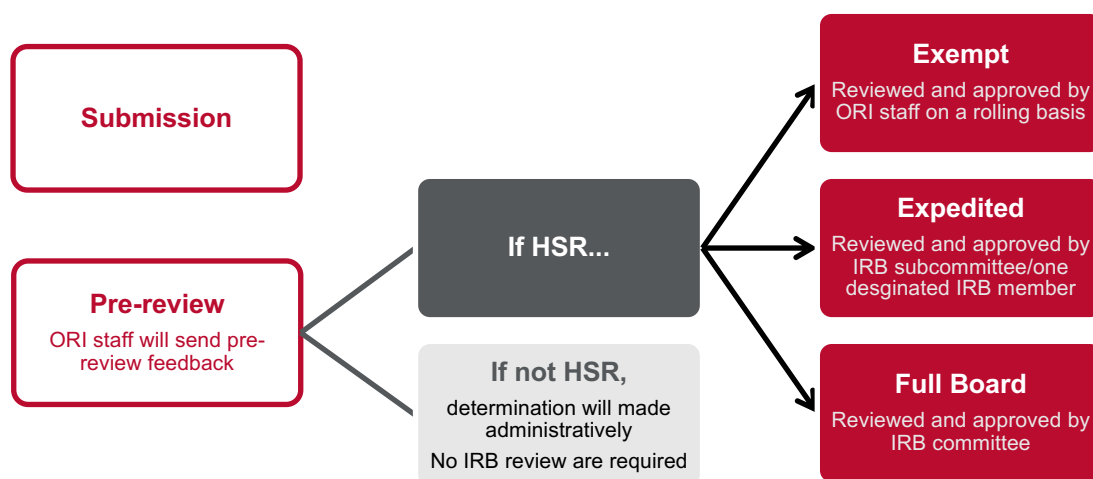 Submission
Pre-review
ORI staff will send pre-
review feedback
If HSR...
If not HSR,
determination will made
administratively
No IRB review are required
Exempt
Reviewed and approved by
ORI staff on a rolling basis
Expedited
Reviewed and approved by
IRB subcommittee/one
desginated IRB member
Full Board
Reviewed and approved by
IRB committee